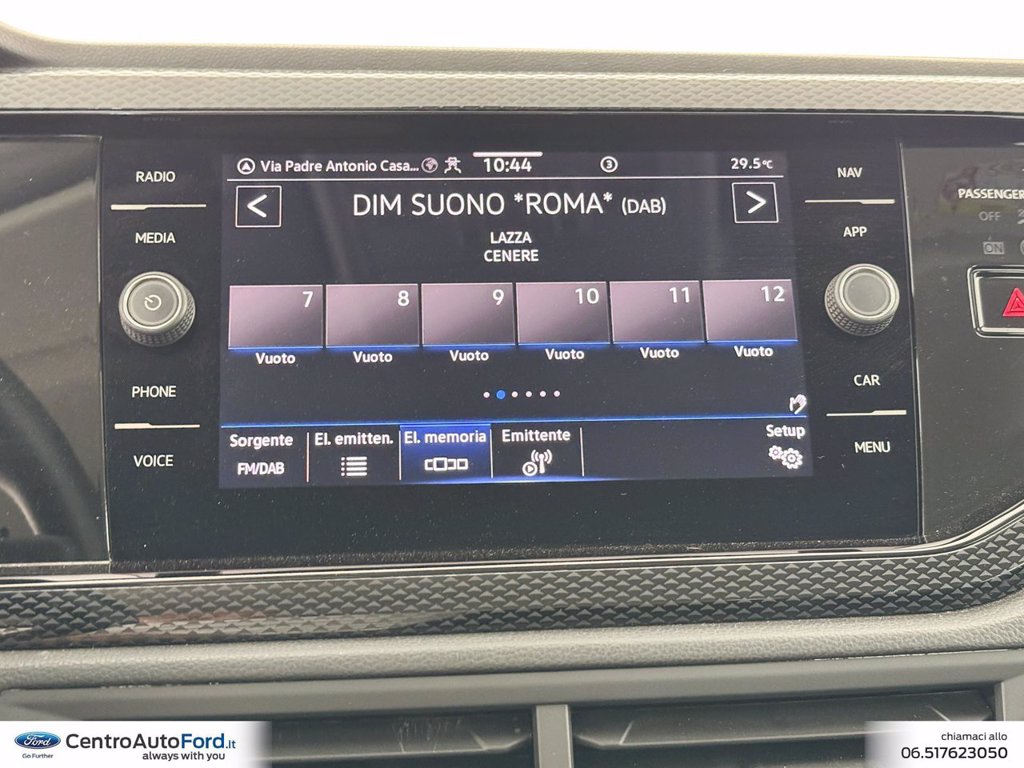 RADIO
MEDIA
PHONE
VOICE
Via Padre Antonio Casa... 10:44 3 29.5°C
DIM SUONO *ROMA* (DAB)
LAZZA
CENERE
7 8 9 10 11 12
Vuoto Vuoto Vuoto Vuoto Vuoto Vuoto
Sorgente El. emitten. El. memoria Emittente Setup
FM/DAB
NAV
APP
CAR
MENU
PASSENGER
OFF
ON
Ford CentroAutoFord.it
Go Further always with you
chiamaci allo
06.517623050